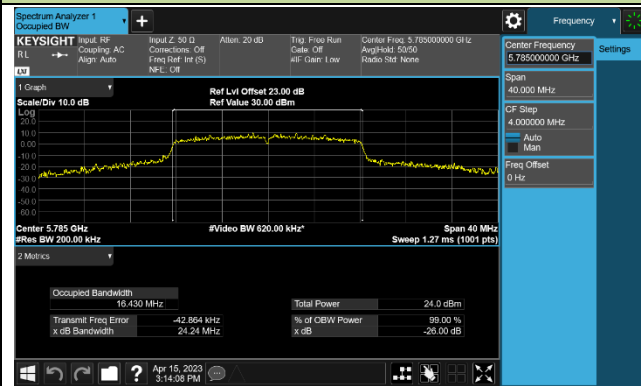 Spectrum Analyzer 1
Occupied BW
Frequency
KEYSIGHT
RL
LXI
Input: RF
Coupling: AC
Align: Auto
Input Z: 50 Ω
Corrections: Off
Freq Ref: Int (S)
NFE: Off
Atten: 20 dB
Trig: Free Run
Gate: Off
#IF Gain: Low
Center Freq: 5.785000000 GHz
Avg|Hold: 50/50
Radio Std: None
Center Frequency
5.785000000 GHz
Settings
Span
40.000 MHz
CF Step
4.000000 MHz
Auto
Man
Freq Offset
0 Hz
1 Graph
Scale/Div 10.0 dB
Ref Lvl Offset 23.00 dB
Ref Value 30.00 dBm
Log
20.0
10.0
0.00
-10.0
-20.0
-30.0
-40.0
-50.0
-60.0
Center 5.785 GHz
#Video BW 620.00 kHz*
Span 40 MHz
#Res BW 200.00 kHz
Sweep 1.27 ms (1001 pts)
2 Metrics
Occupied Bandwidth
16.430 MHz
Total Power
24.0 dBm
Transmit Freq Error
-42.864 kHz
% of OBW Power
99.00 %
x dB Bandwidth
24.24 MHz
x dB
-26.00 dB
?
Apr 15, 2023
3:14:08 PM